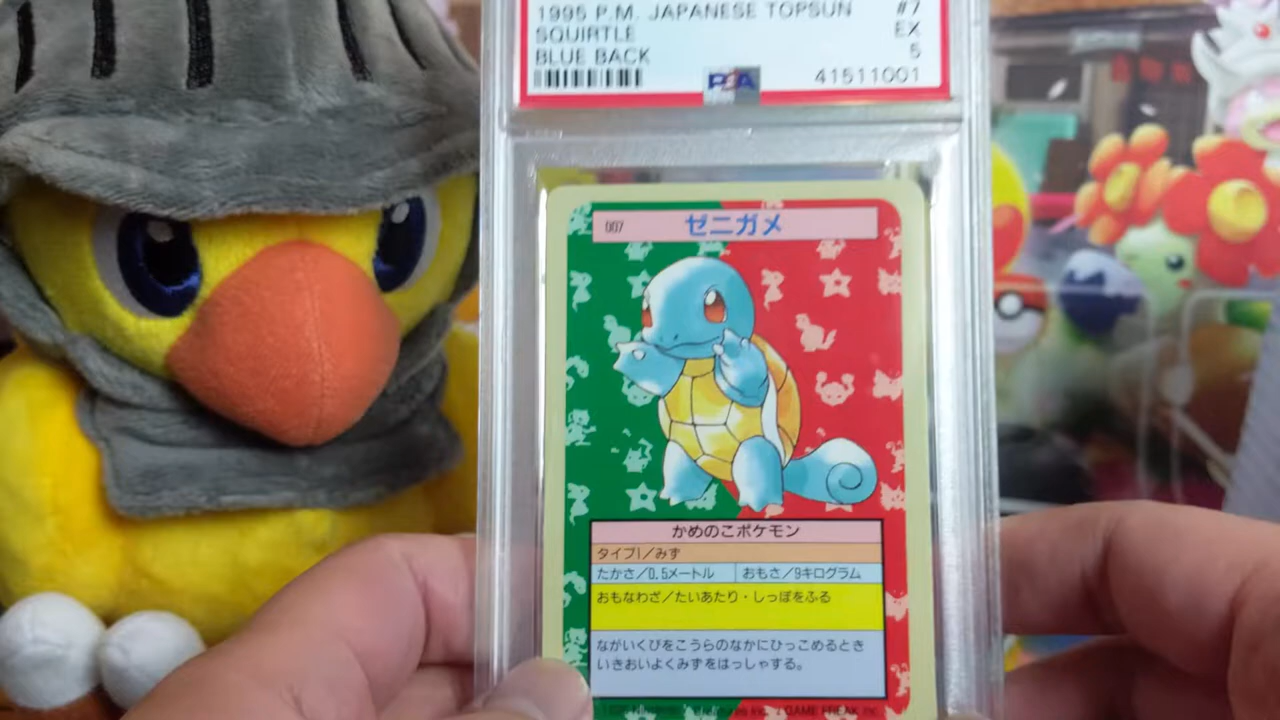 1995 P.M. JAPANESE TOPSUN #7
SQUIRTLE EX
BLUE BACK 5
PSA 41511001
007 ゼニガメ
かめのこポケモン
タイプ1/みず
たかさ/0.5メートル おもさ/9キログラム
おもなわざ/たいあたり・しっぽをふる
ながいくびをこうらのなかにひっこめるとき
いきおいよくみずをはっしゃする。
GAME FREAK inc.